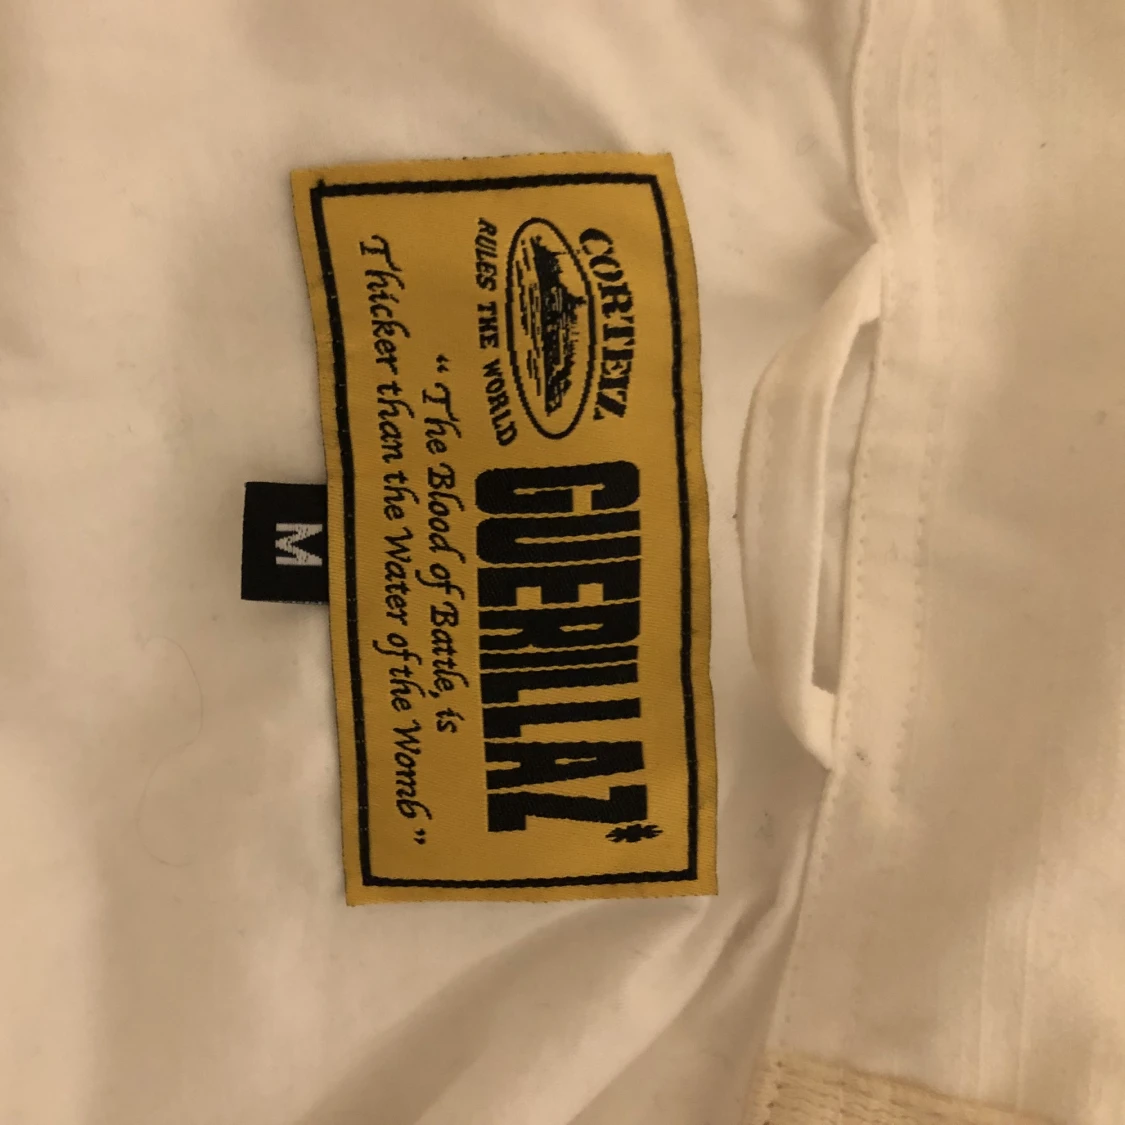 CORTEIZ
RULES THE WORLD
GUERILLAZ*
“The Blood of Battle, is
Thicker than the Water of the Womb”
M